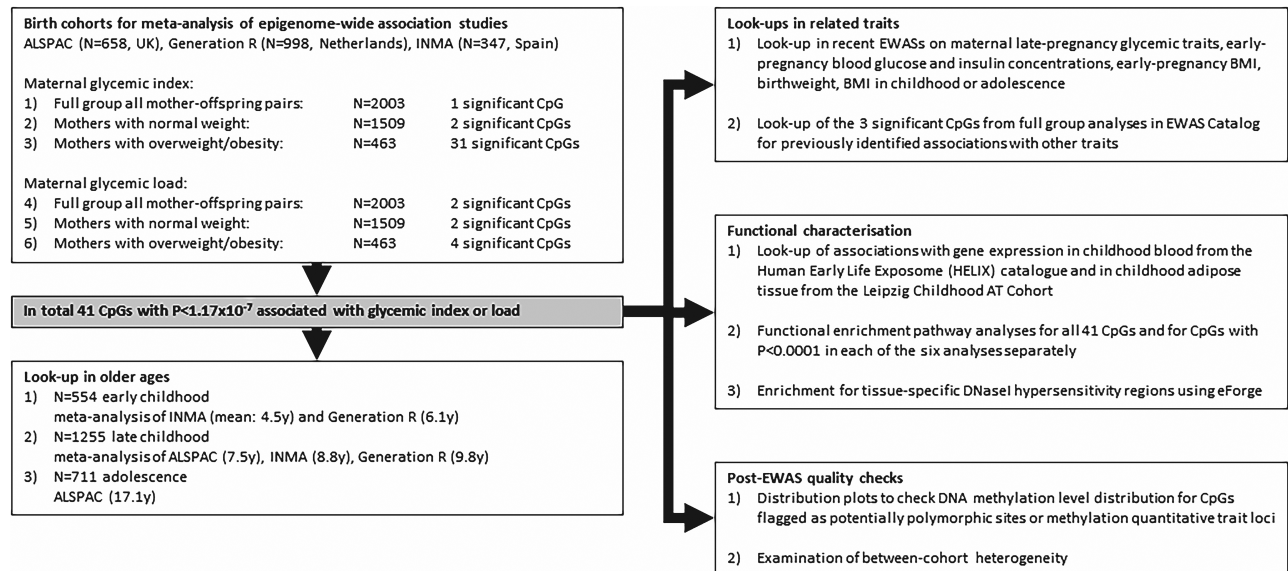 Birth cohorts for meta-analysis of epigenome-wide association studies
ALSPAC (N=658, UK), Generation R (N=998, Netherlands), INMA (N=347, Spain)
Maternal glycemic index:
1) Full group all mother-offspring pairs: N=2003 1 significant CpG
2) Mothers with normal weight: N=1509 2 significant CpGs
3) Mothers with overweight/obesity: N=463 31 significant CpGs
Maternal glycemic load:
4) Full group all mother-offspring pairs: N=2003 2 significant CpGs
5) Mothers with normal weight: N=1509 2 significant CpGs
6) Mothers with overweight/obesity: N=463 4 significant CpGs
In total 41 CpGs with P<1.17x10⁻⁷ associated with glycemic index or load
Look-up in older ages
1) N=554 early childhood
meta-analysis of INMA (mean: 4.5y) and Generation R (6.1y)
2) N=1255 late childhood
meta-analysis of ALSPAC (7.5y), INMA (8.8y), Generation R (9.8y)
3) N=711 adolescence
ALSPAC (17.1y)
Look-ups in related traits
1) Look-up in recent EWASs on maternal late-pregnancy glycemic traits, early-
pregnancy blood glucose and insulin concentrations, early-pregnancy BMI,
birthweight, BMI in childhood or adolescence
2) Look-up of the 3 significant CpGs from full group analyses in EWAS Catalog
for previously identified associations with other traits
Functional characterisation
1) Look-up of associations with gene expression in childhood blood from the
Human Early Life Exposome (HELIX) catalogue and in childhood adipose
tissue from the Leipzig Childhood AT Cohort
2) Functional enrichment pathway analyses for all 41 CpGs and for CpGs with
P<0.0001 in each of the six analyses separately
3) Enrichment for tissue-specific DNaseI hypersensitivity regions using eForge
Post-EWAS quality checks
1) Distribution plots to check DNA methylation level distribution for CpGs
flagged as potentially polymorphic sites or methylation quantitative trait loci
2) Examination of between-cohort heterogeneity